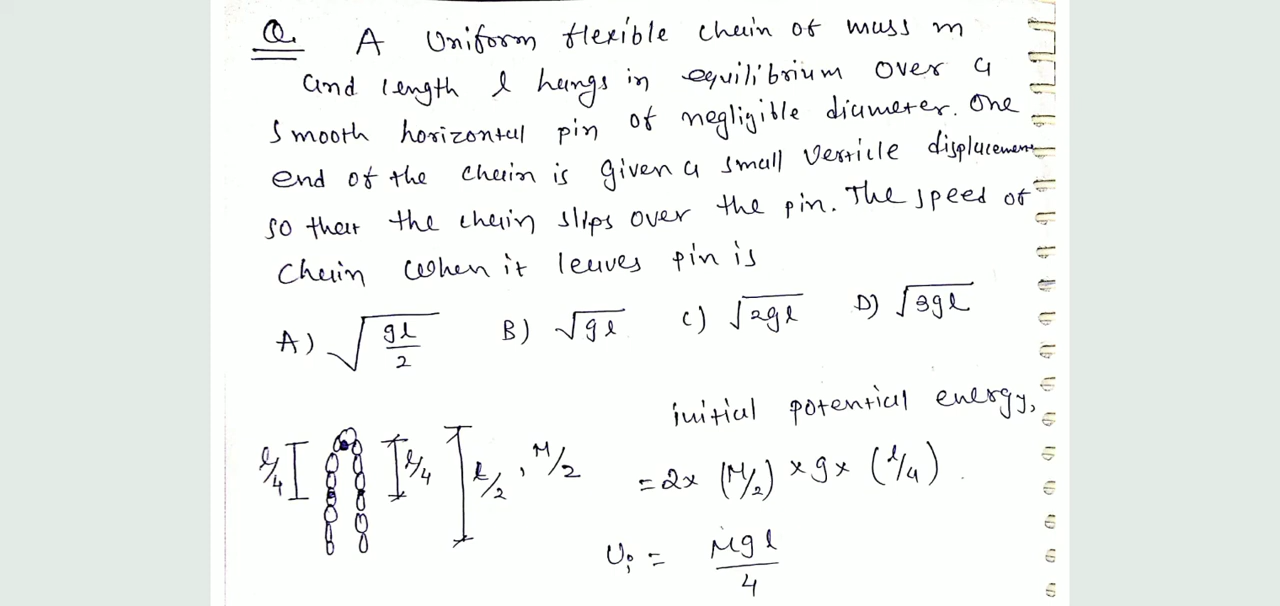 Q. A Uniform flexible chain of mass m
and length l hangs in equilibrium over a
smooth horizontal pin of negligible diameter. One
end of the chain is given a small verticle displacement
so that the chain slips over the pin. The speed of
chain when it leaves pin is
A) √(gl/2) B) √gl C) √2gl D) √3gl
initial potential energy,
l/4 l/4 l/2, M/2 = 2x (M/2) x g x (l/4).
Ui = Mgl/4